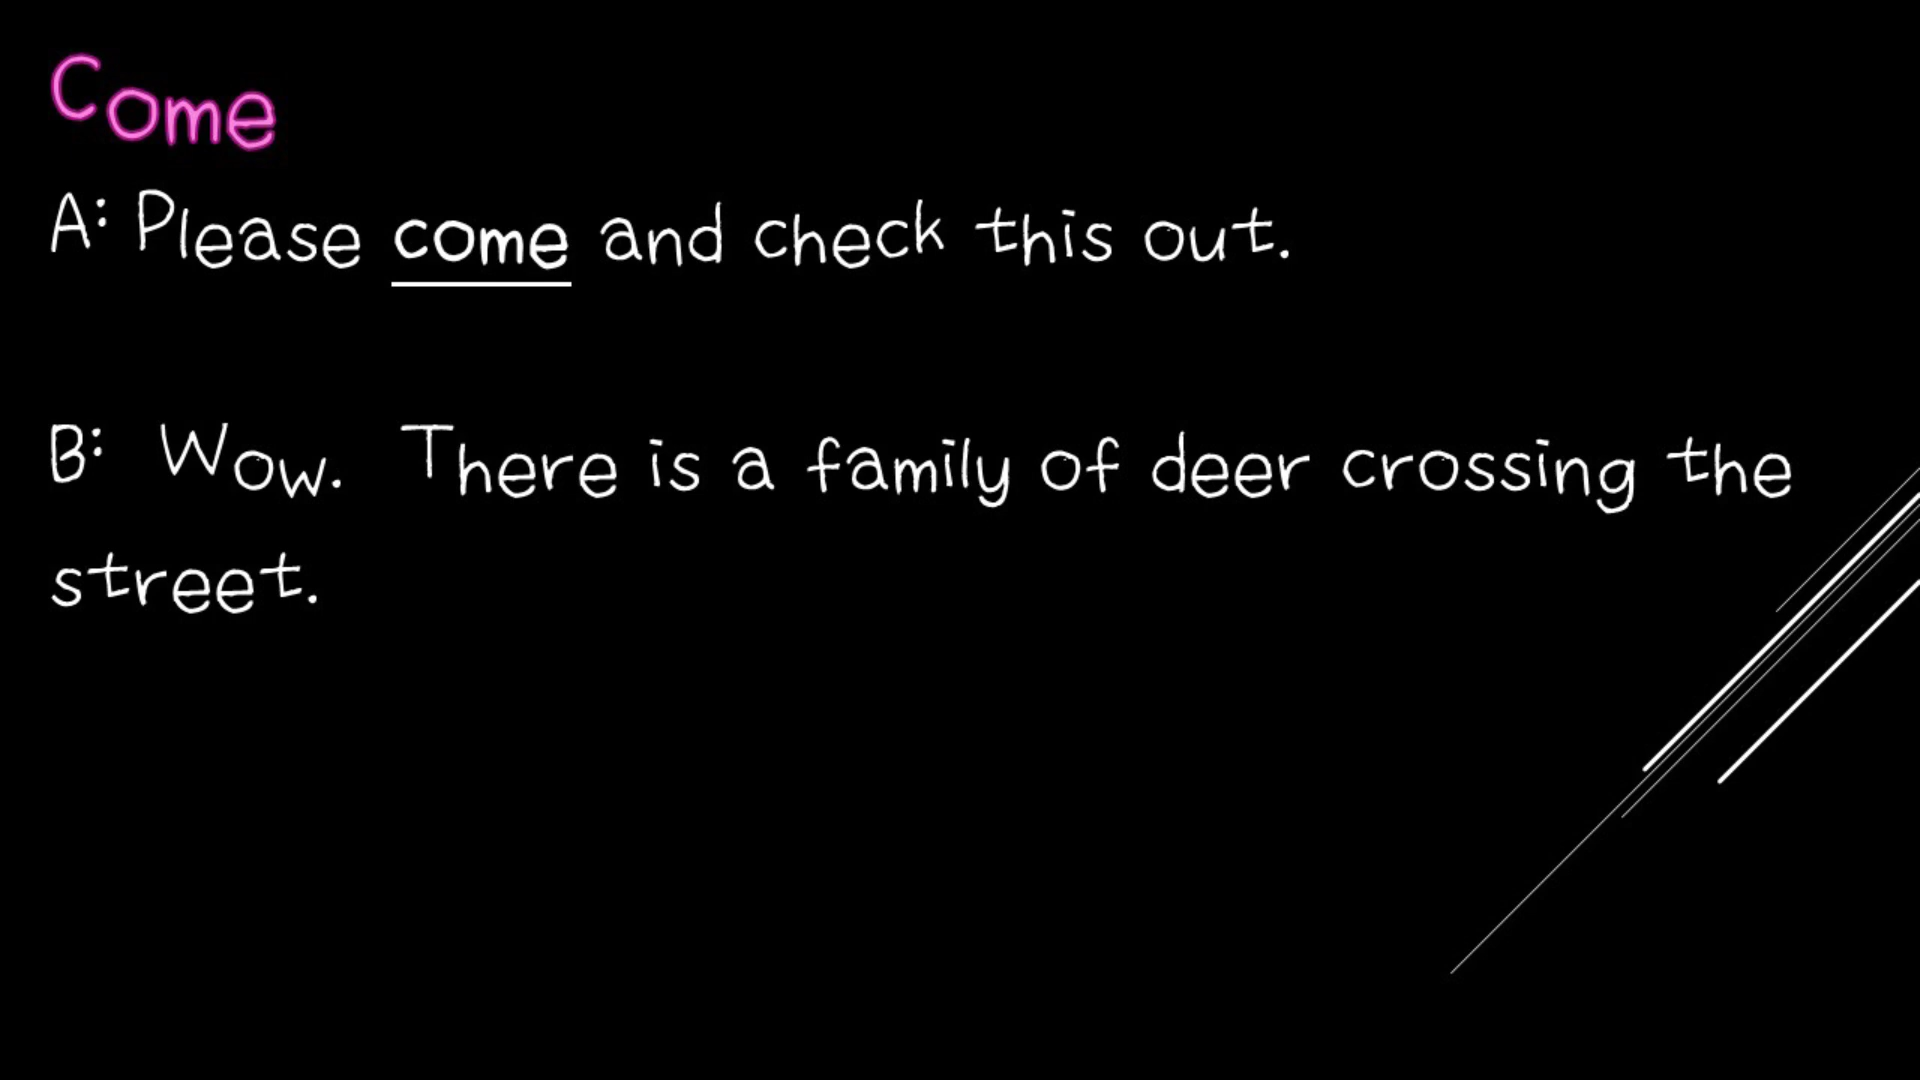 Come
A: Please come and check this out.
B: Wow. There is a family of deer crossing the
street.